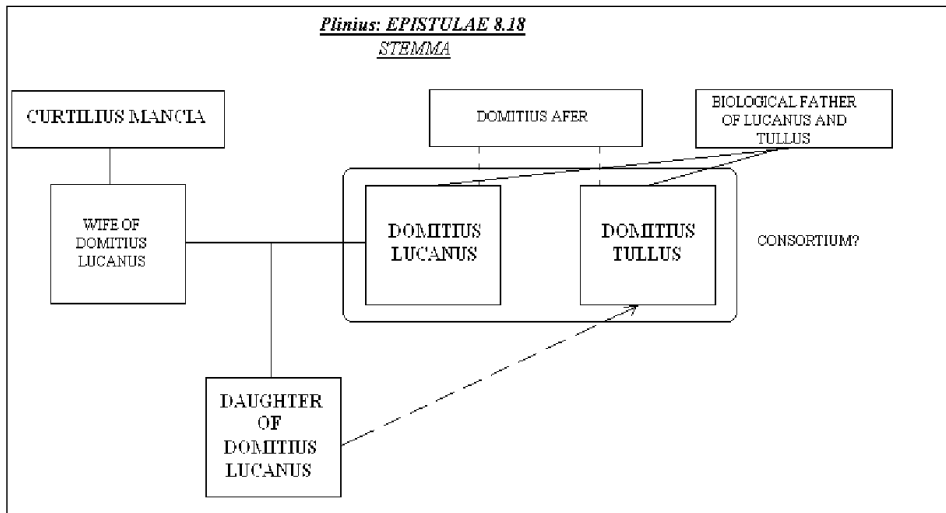 Plinius: EPISTULAE 8.18
STEMMA
CURTILIUS MANCIA
DOMITIUS AFER
BIOLOGICAL FATHER
OF LUCANUS AND
TULLUS
WIFE OF
DOMITIUS
LUCANUS
DOMITIUS
LUCANUS
DOMITIUS
TULLUS
CONSORTIUM?
DAUGHTER
OF
DOMITIUS
LUCANUS